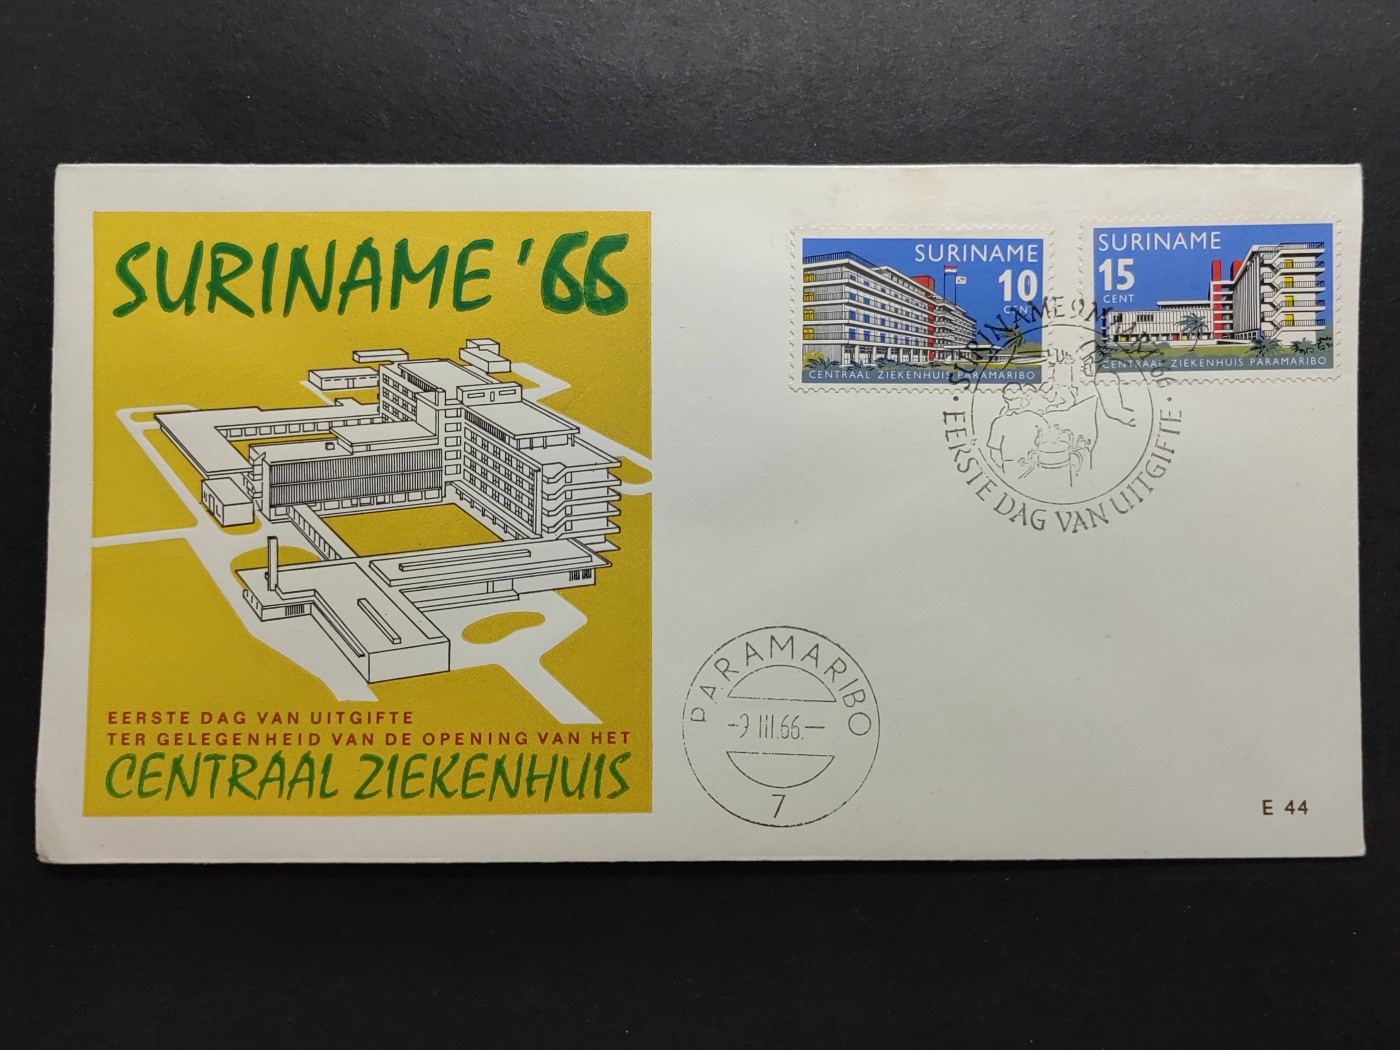 SURINAME '66
EERSTE DAG VAN UITGIFTE
TER GELEGENHEID VAN DE OPENING VAN HET
CENTRAAL ZIEKENHUIS
SURINAME
10
CENT
CENTRAAL ZIEKENHUIS PARAMARIBO
SURINAME
15
CENT
CENTRAAL ZIEKENHUIS PARAMARIBO
SURINAME
EERSTE DAG VAN UITGIFTE
PARAMARIBO
-9 III.66.—
7
E 44